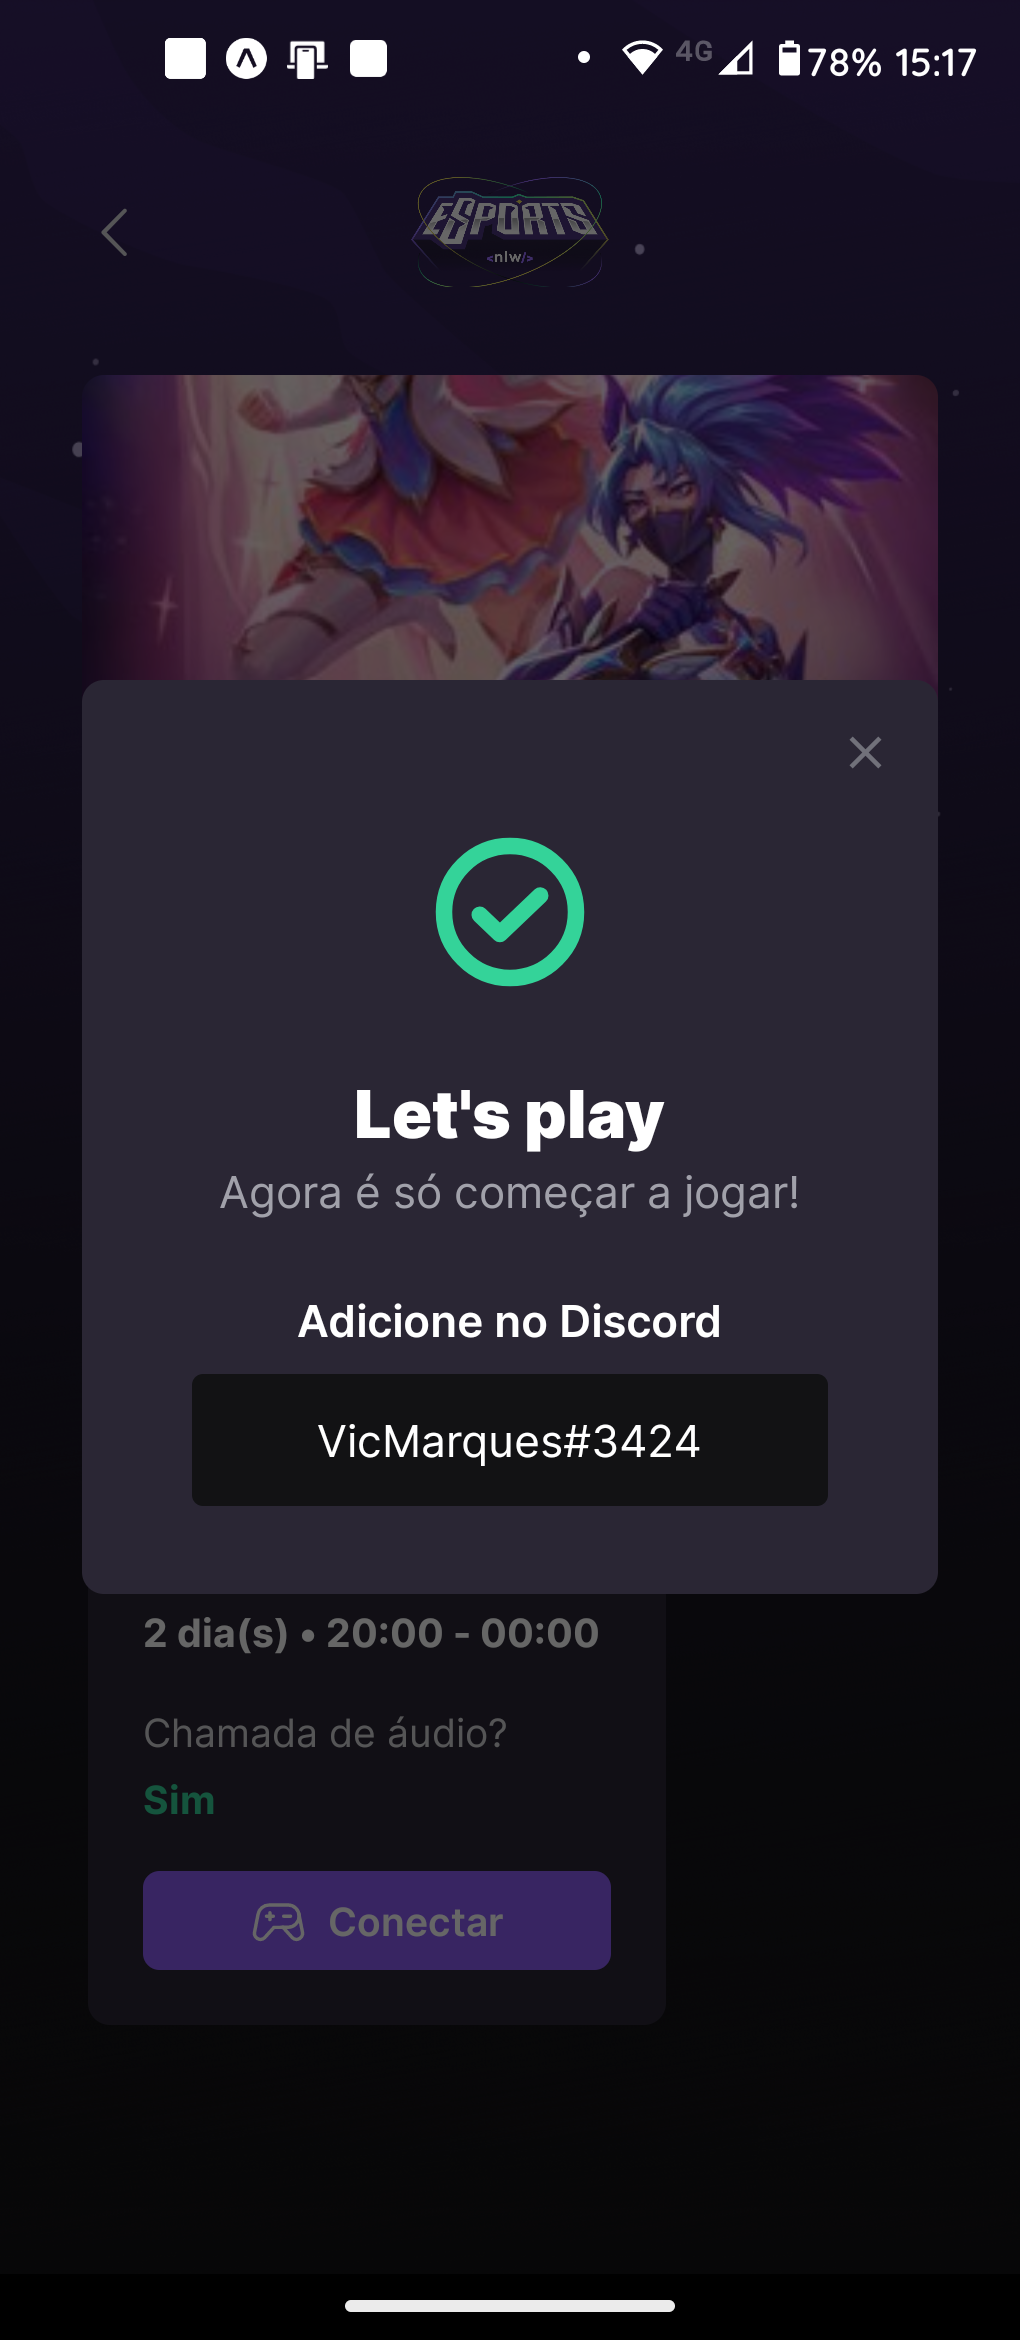 4G
78% 15:17
ESPORTS
<nlw/>
Let's play
Agora é só começar a jogar!
Adicione no Discord
VicMarques#3424
2 dia(s) • 20:00 - 00:00
Chamada de áudio?
Sim
Conectar